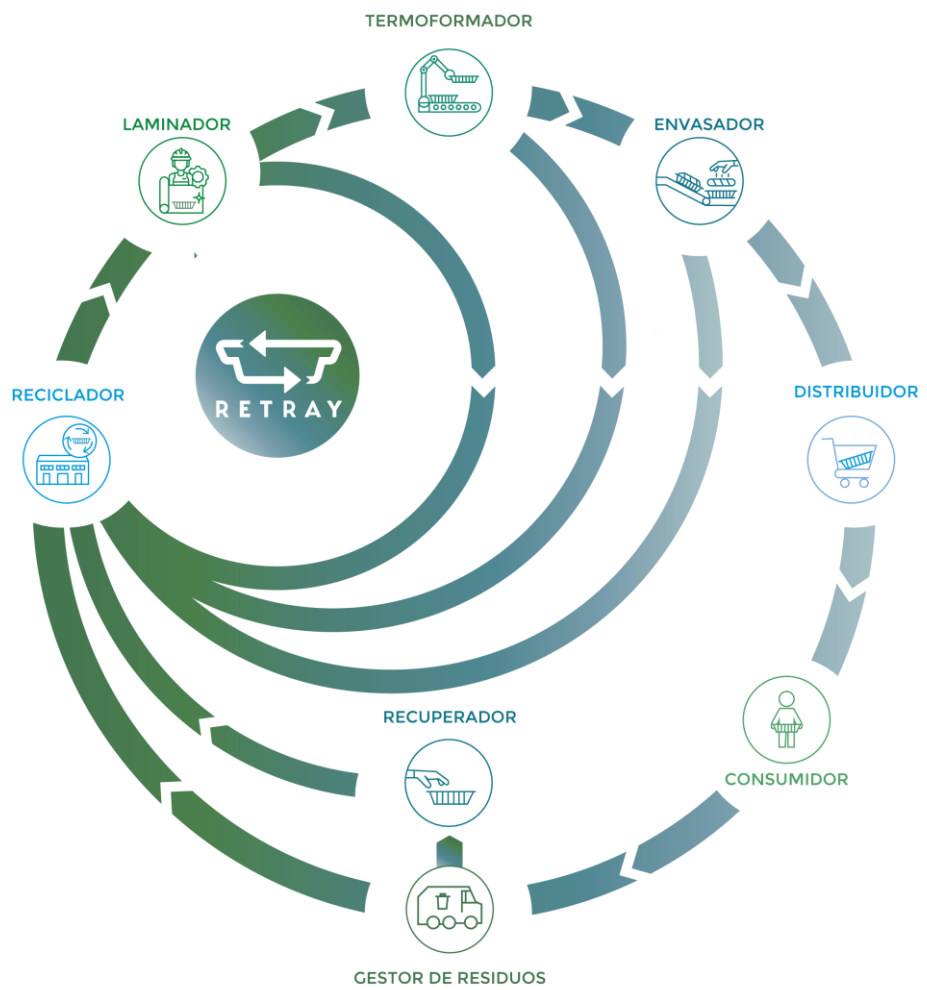 TERMOFORMADOR
LAMINADOR
ENVASADOR
RECICLADOR
RETRAY
DISTRIBUIDOR
RECUPERADOR
CONSUMIDOR
GESTOR DE RESIDUOS